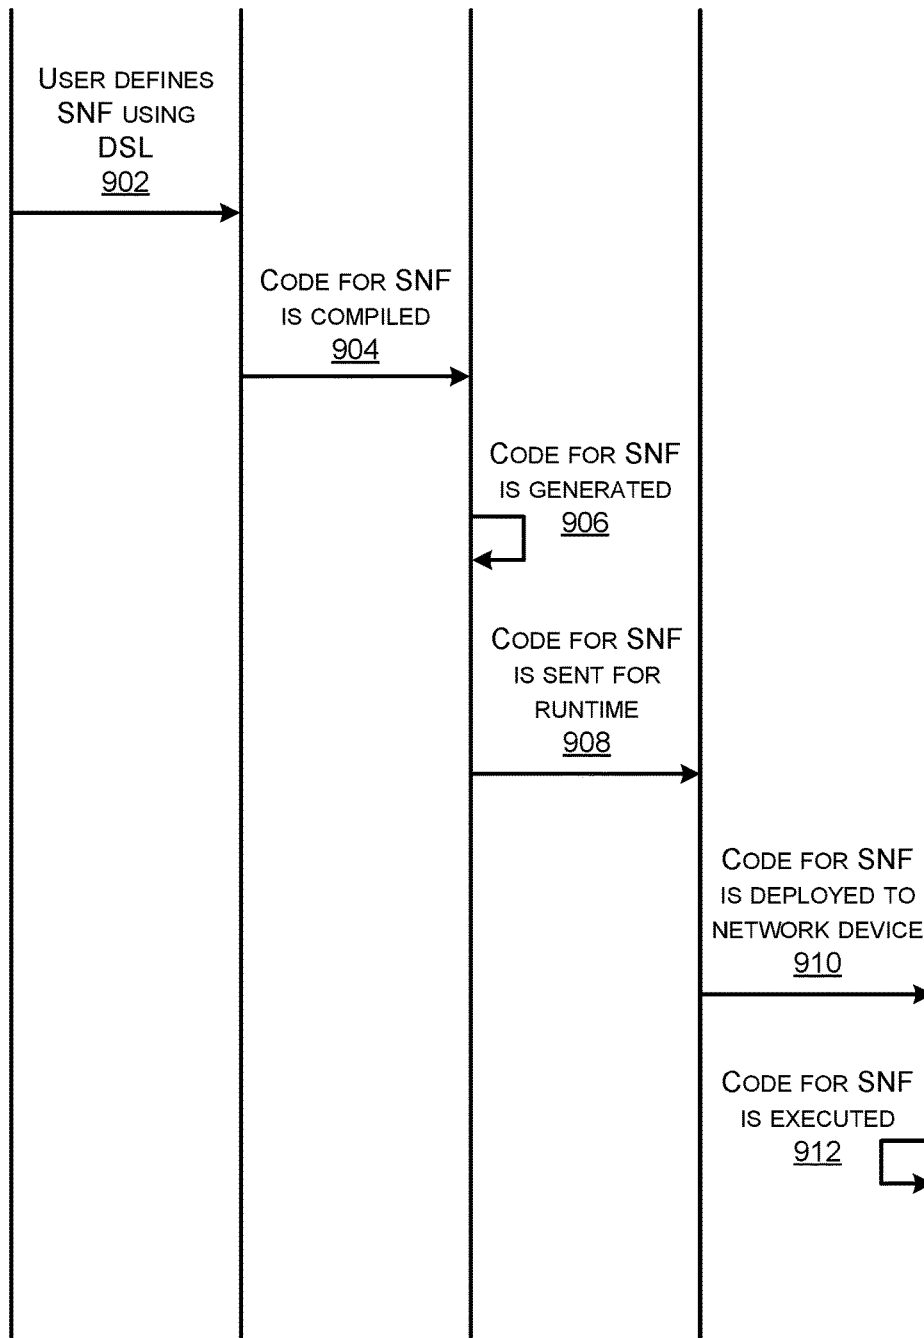 USER DEFINES
SNF USING
DSL
902
CODE FOR SNF
IS COMPILED
904
CODE FOR SNF
IS GENERATED
906
CODE FOR SNF
IS SENT FOR
RUNTIME
908
CODE FOR SNF
IS DEPLOYED TO
NETWORK DEVICE
910
CODE FOR SNF
IS EXECUTED
912